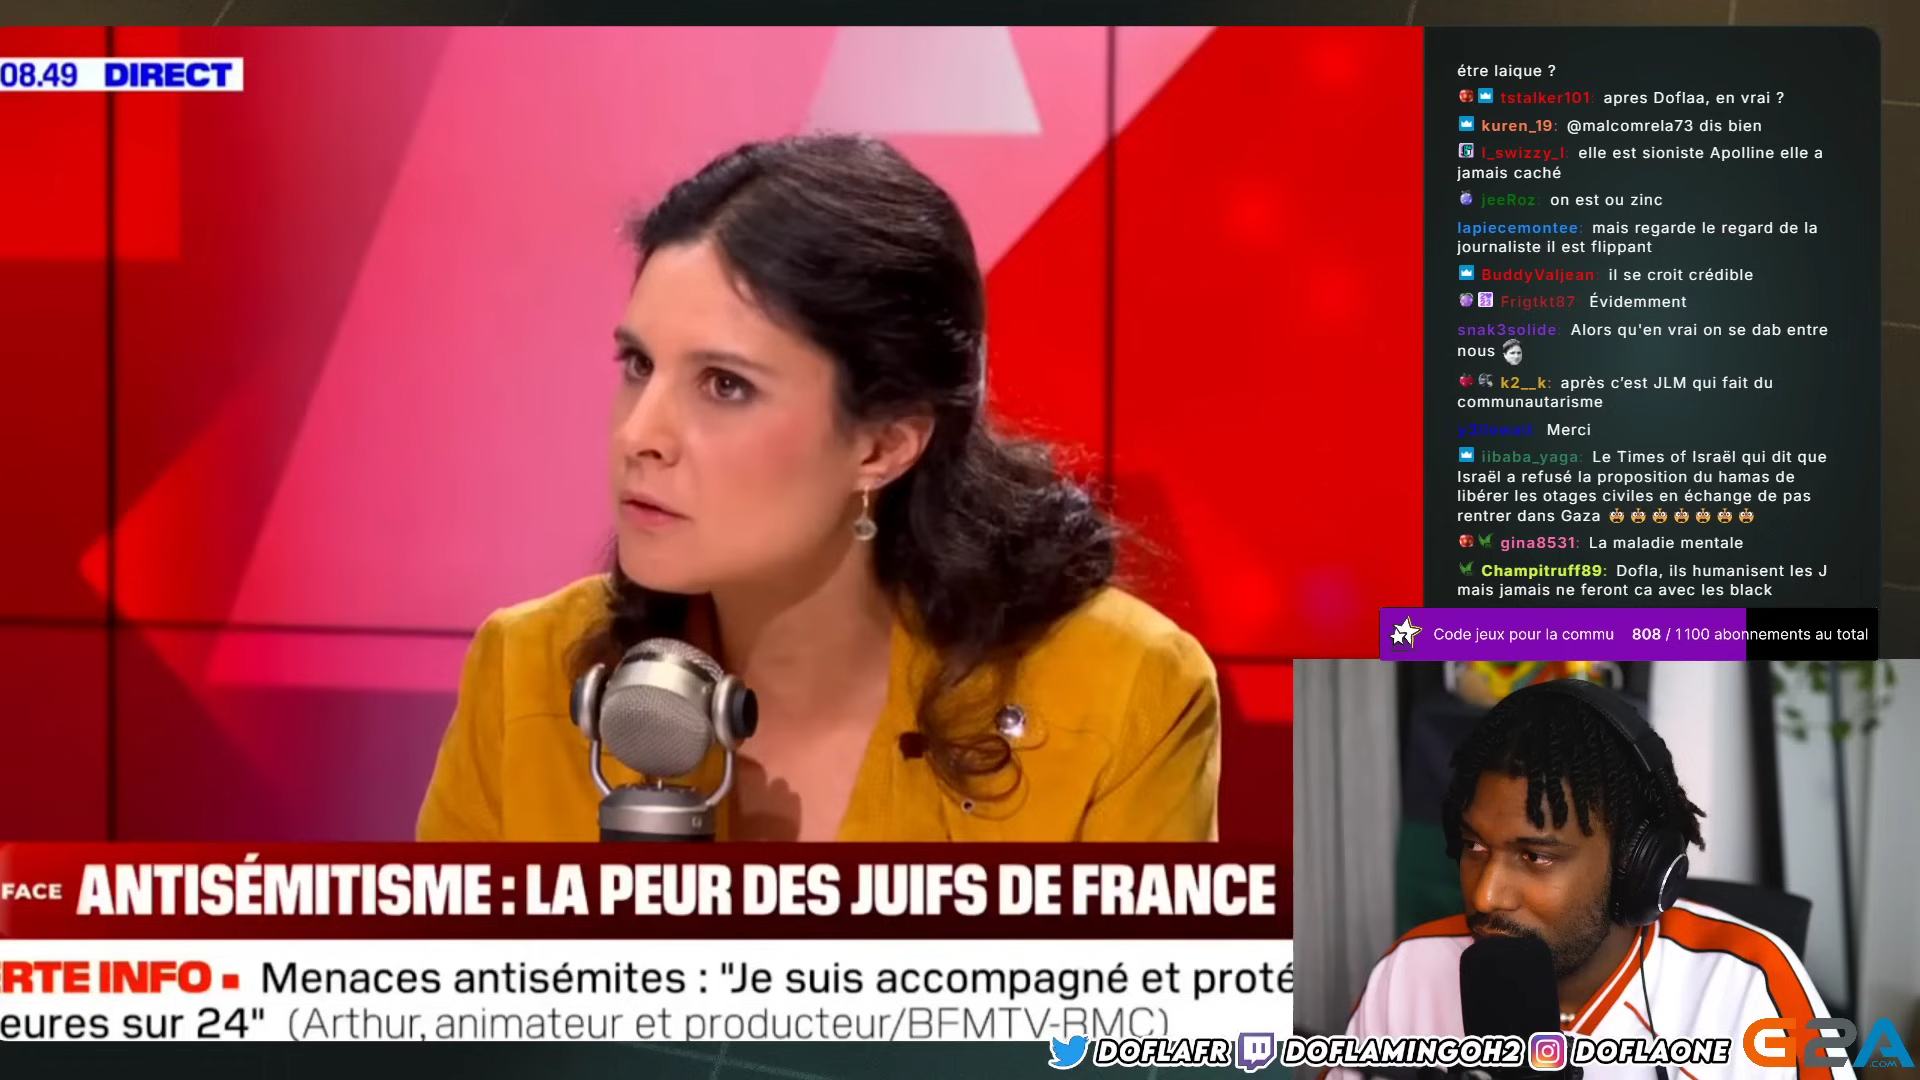 08.49 DIRECT
étre laique ?
tstalker101: apres Doflaa, en vrai ?
kuren_19: @malcomrela73 dis bien
l_swizzy_l: elle est sioniste Apolline elle a
jamais caché
jeeRoz: on est ou zinc
lapiecemontee: mais regarde le regard de la
journaliste il est flippant
BuddyValjean: il se croit crédible
Frigtkt87: Évidemment
snak3solide: Alors qu'en vrai on se dab entre
nous
k2__k: après c’est JLM qui fait du
communautarisme
Merci
iibaba_yaga: Le Times of Israël qui dit que
Israël a refusé la proposition du hamas de
libérer les otages civiles en échange de pas
rentrer dans Gaza
gina8531: La maladie mentale
Champitruff89: Dofla, ils humanisent les J
mais jamais ne feront ca avec les black
Code jeux pour la commu 808 / 1100 abonnements au total
FACE ANTISÉMITISME : LA PEUR DES JUIFS DE FRANCE
RTE INFO ▪ Menaces antisémites : "Je suis accompagné et proté
eures sur 24" (Arthur, animateur et producteur/BFMTV-RMC)
DOFLAFR DOFLAMINGOH2 DOFLAONE G2A.COM